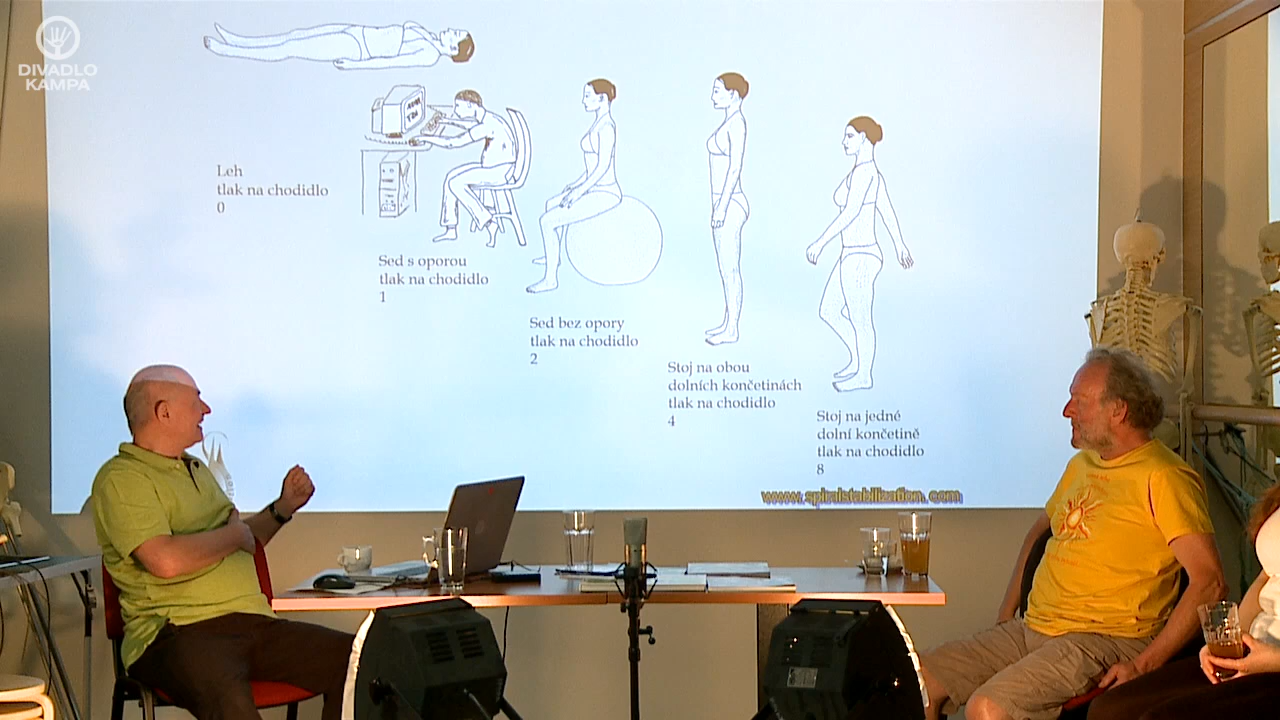 DIVADLO
KAMPA
Leh
tlak na chodidlo
0
Sed s oporou
tlak na chodidlo
1
Sed bez opory
tlak na chodidlo
2
Stoj na obou
dolních končetinách
tlak na chodidlo
4
Stoj na jedné
dolní končetině
tlak na chodidlo
8
www.spiralstabilization.com